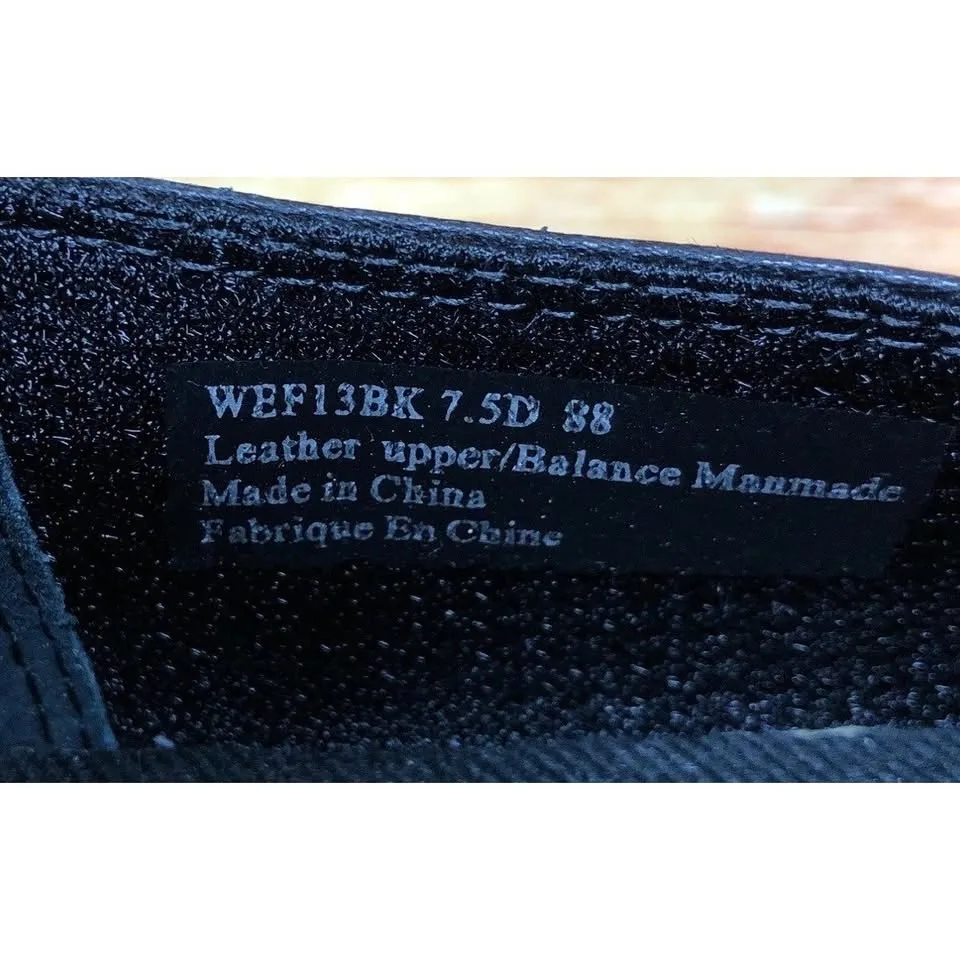 WEF13BK 7.5D 88
Leather upper/Balance Manmade
Made in China
Fabrique En Chine